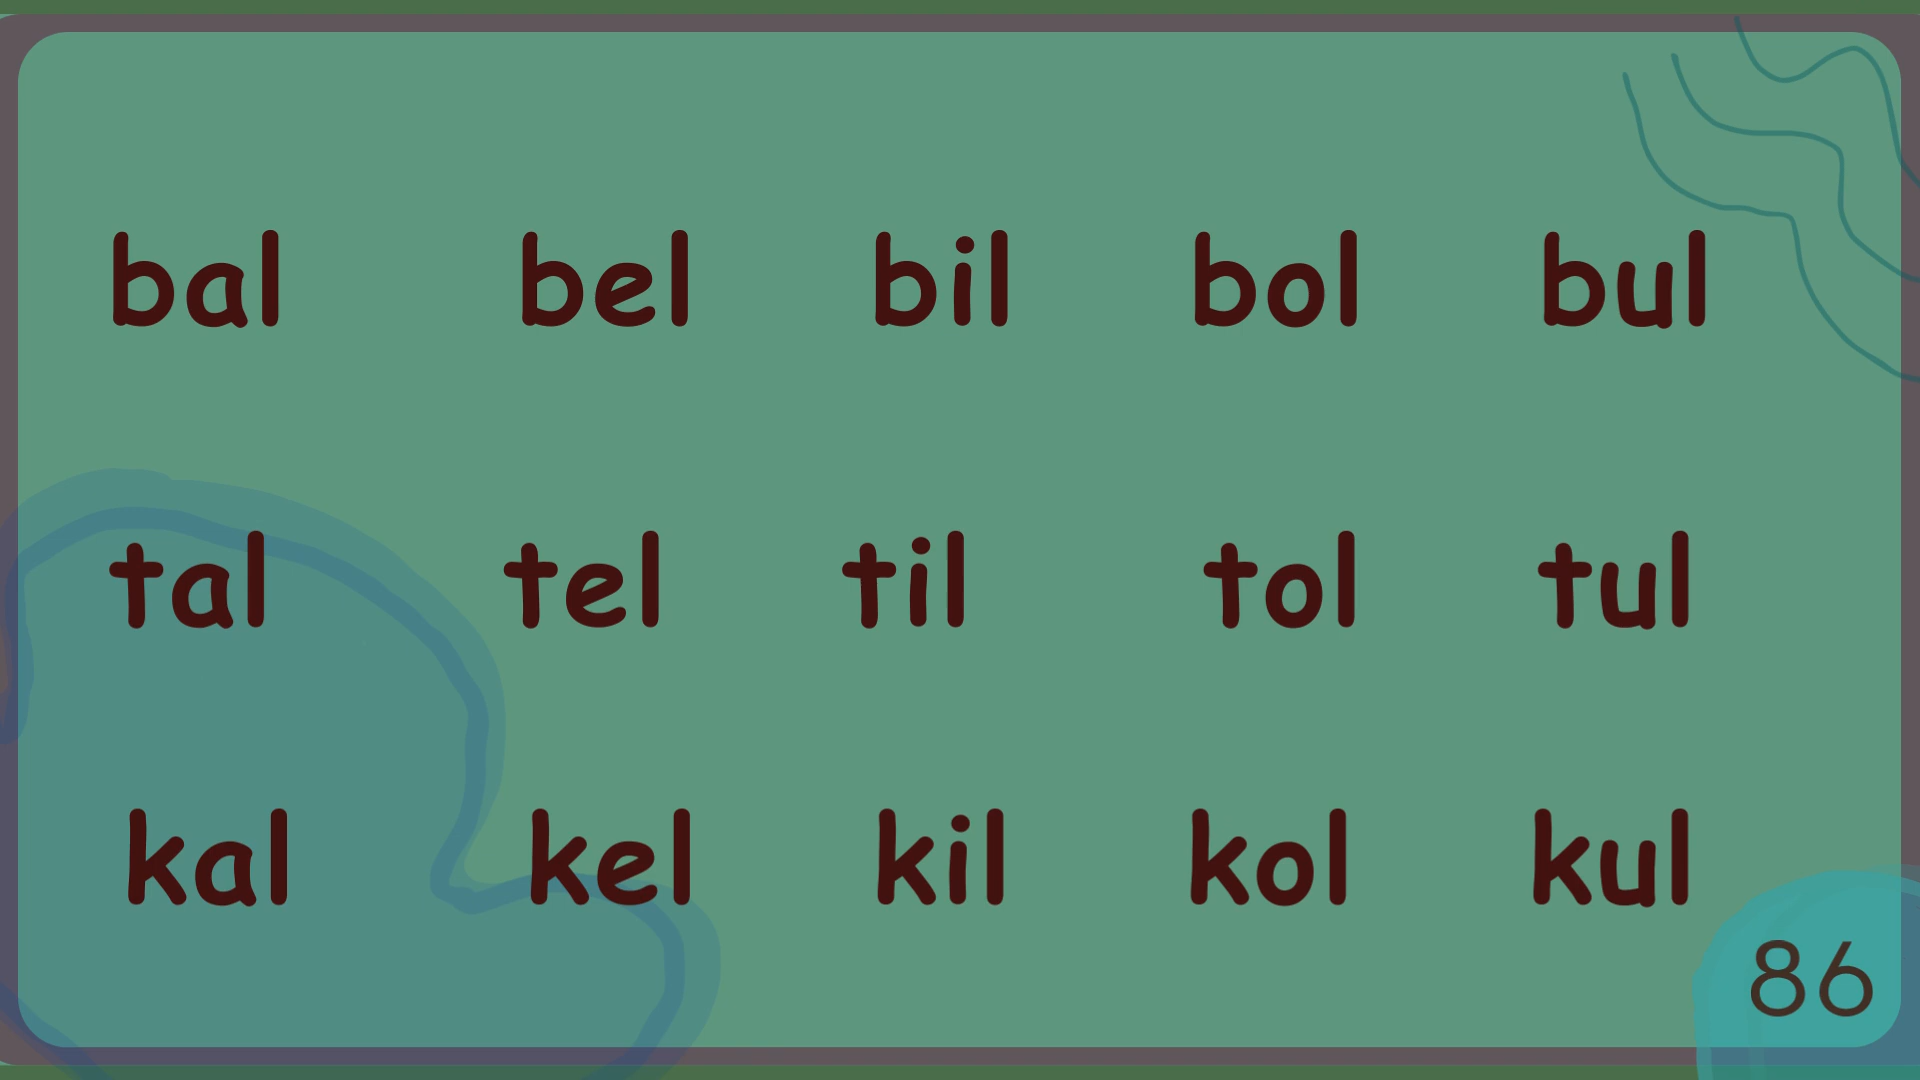 bal bel bil bol bul
tal tel til tol tul
kal kel kil kol kul
86